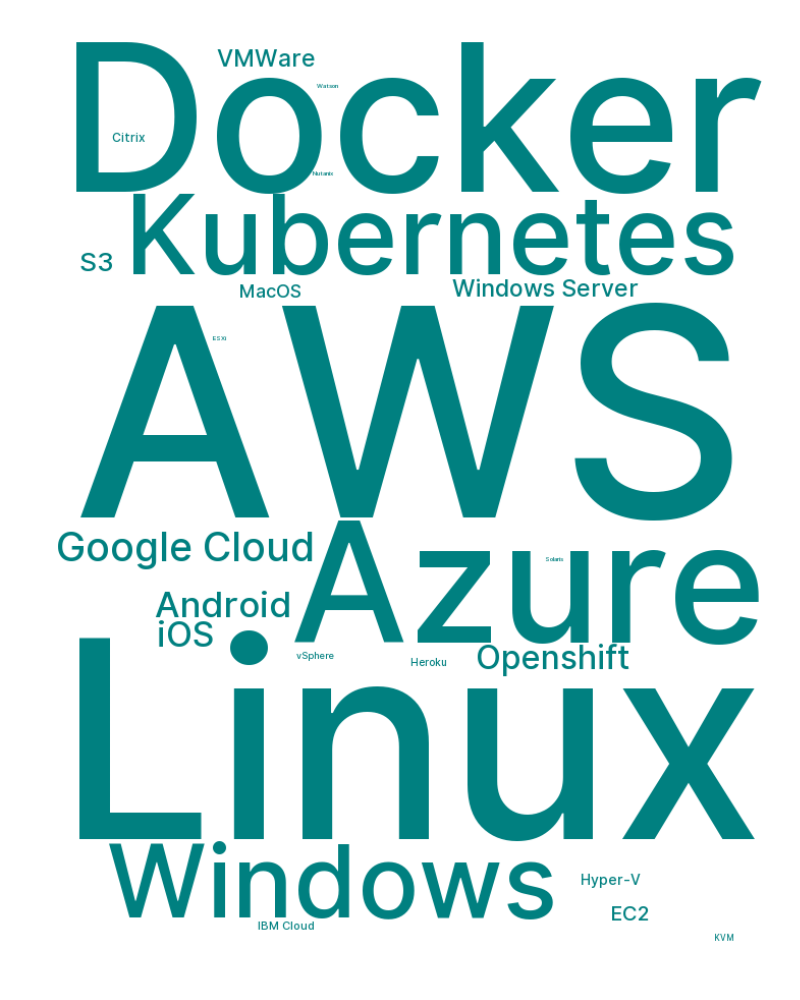 VMWare
Docker
Watson
Citrix
Nutanix
Kubernetes
S3
MacOS
Windows Server
AWS
ESXi
Google Cloud
Azure
Solaris
Android
iOS
vSphere
Heroku
Openshift
Linux
Windows
Hyper-V
EC2
IBM Cloud
KVM